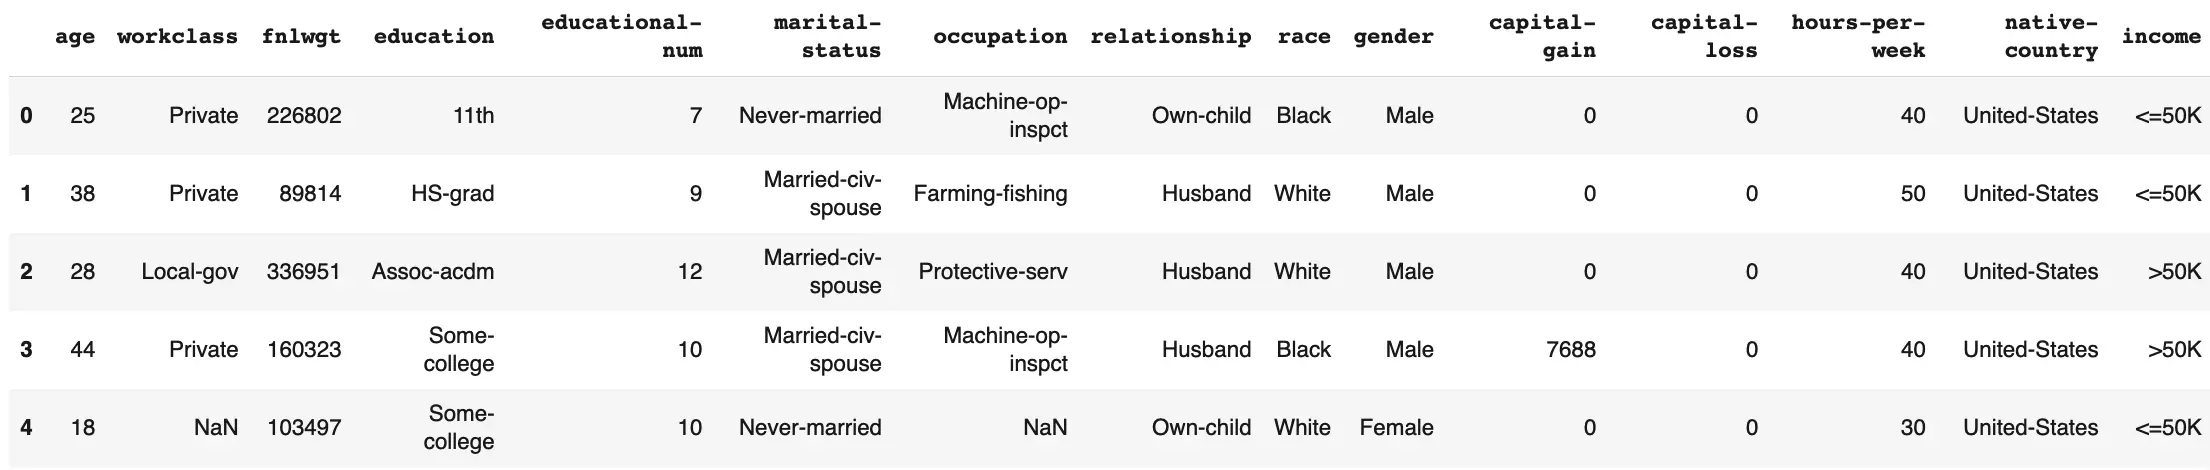 age workclass fnlwgt education educational-num marital-status occupation relationship race gender capital-gain capital-loss hours-per-week native-country income
0 25 Private 226802 11th 7 Never-married Machine-op-inspct Own-child Black Male 0 0 40 United-States <=50K
1 38 Private 89814 HS-grad 9 Married-civ-spouse Farming-fishing Husband White Male 0 0 50 United-States <=50K
2 28 Local-gov 336951 Assoc-acdm 12 Married-civ-spouse Protective-serv Husband White Male 0 0 40 United-States >50K
3 44 Private 160323 Some-college 10 Married-civ-spouse Machine-op-inspct Husband Black Male 7688 0 40 United-States >50K
4 18 NaN 103497 Some-college 10 Never-married NaN Own-child White Female 0 0 30 United-States <=50K